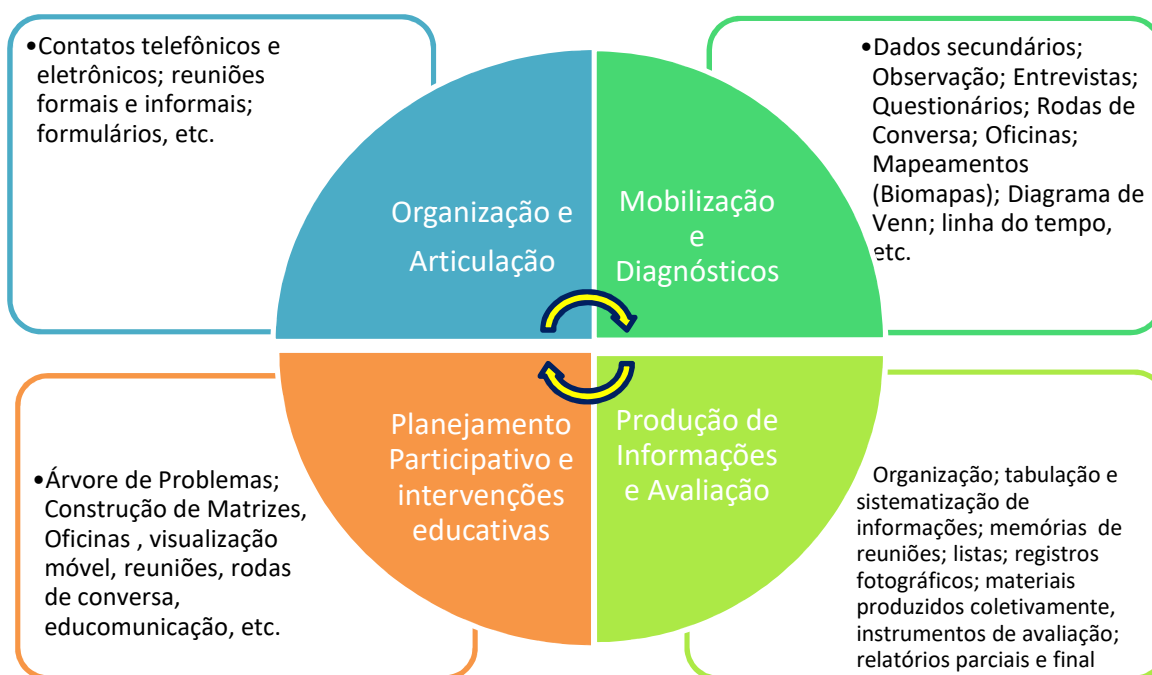 •Contatos telefônicos e
eletrônicos; reuniões
formais e informais;
formulários, etc.
Organização e
Articulação
Mobilização
e
Diagnósticos
•Dados secundários;
Observação; Entrevistas;
Questionários; Rodas de
Conversa; Oficinas;
Mapeamentos
(Biomapas); Diagrama de
Venn; linha do tempo,
etc.
•Árvore de Problemas;
Construção de Matrizes,
Oficinas , visualização
móvel, reuniões, rodas
de conversa,
educomunicação, etc.
Planejamento
Participativo e
intervenções
educativas
Produção de
Informações
e Avaliação
Organização; tabulação e
sistematização de
informações; memórias de
reuniões; listas; registros
fotográficos; materiais
produzidos coletivamente,
instrumentos de avaliação;
relatórios parciais e final